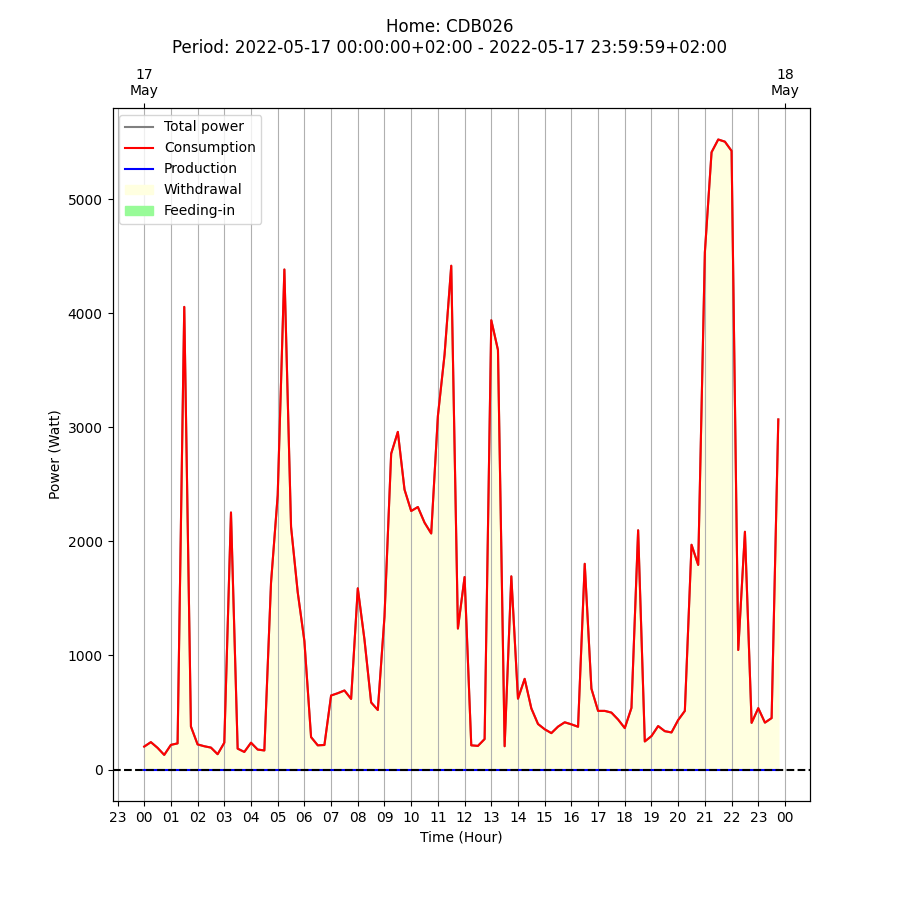 Home: CDB026
Period: 2022-05-17 00:00:00+02:00 - 2022-05-17 23:59:59+02:00
17 18
May May
Total power
Consumption
Production
Withdrawal
Feeding-in
5000
4000
3000
2000
1000
0
Power (Watt)
23 00 01 02 03 04 05 06 07 08 09 10 11 12 13 14 15 16 17 18 19 20 21 22 23 00
Time (Hour)